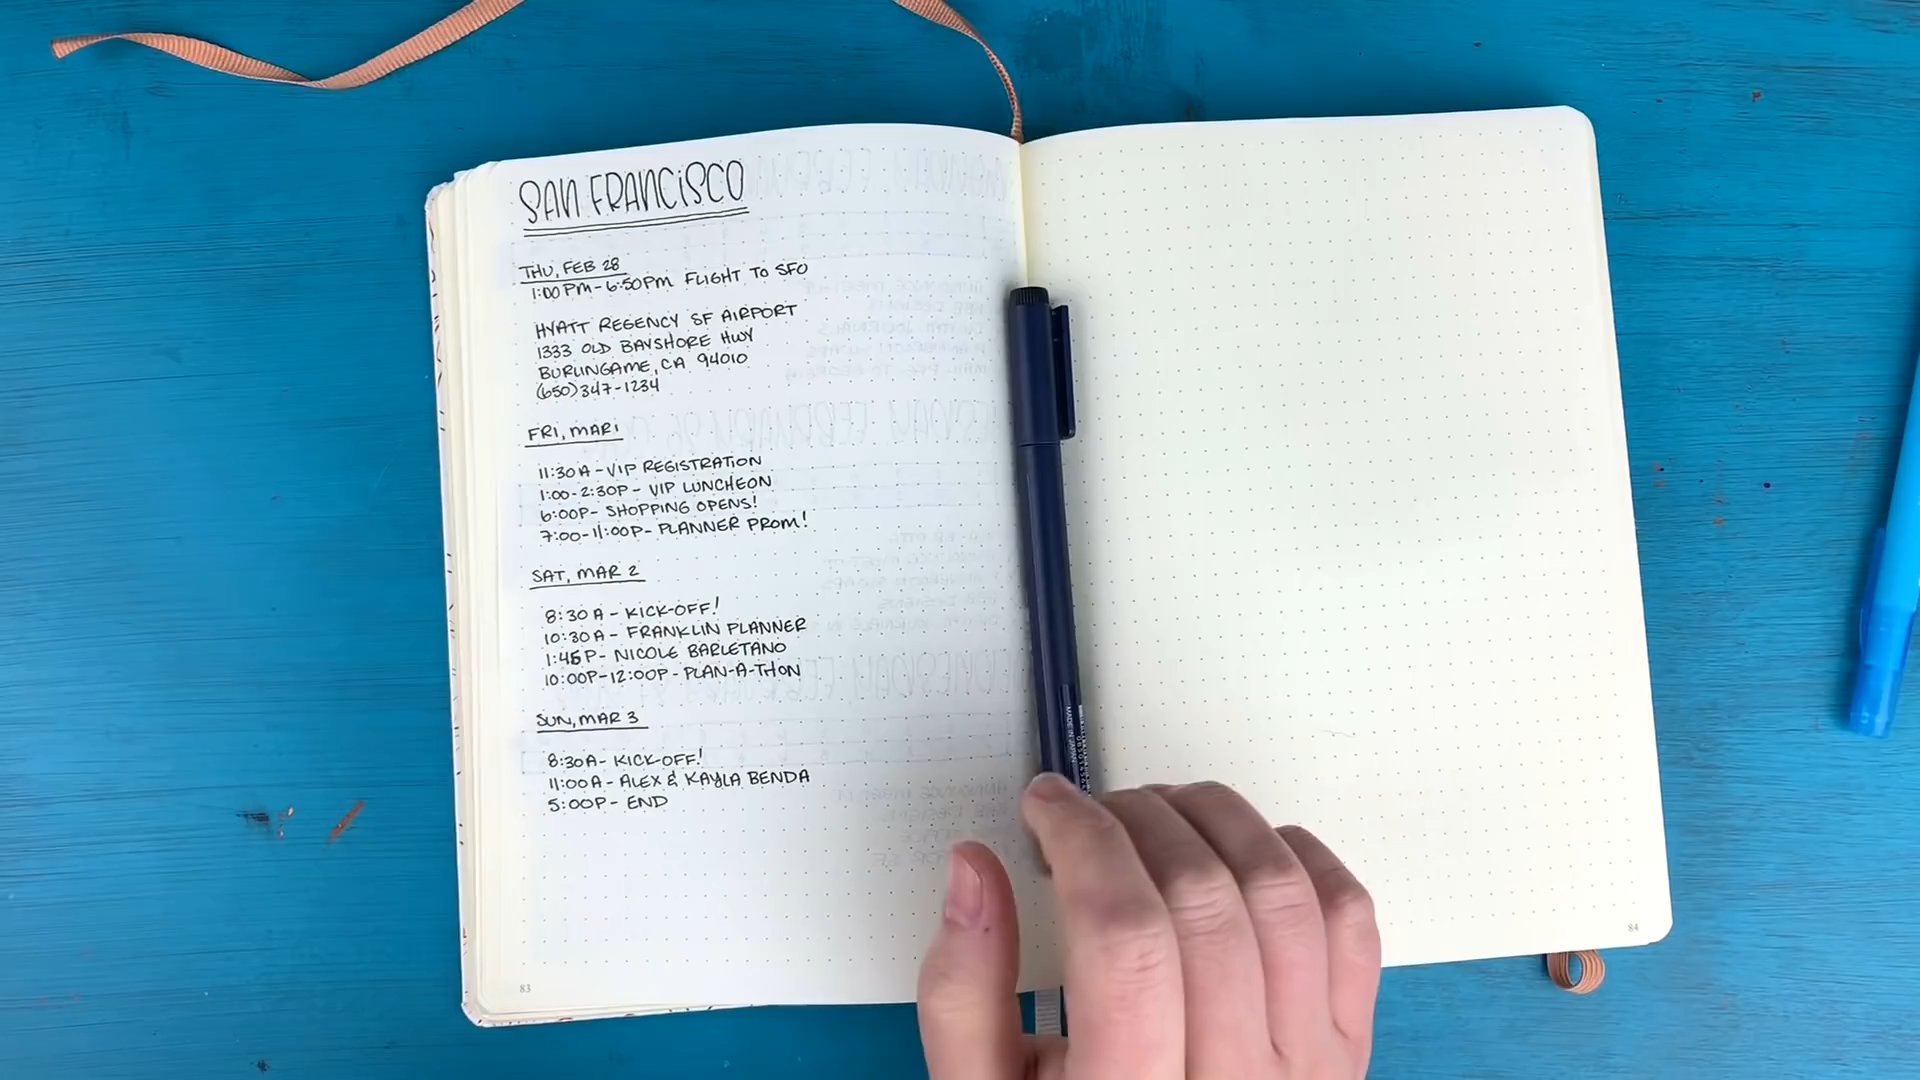 SAN FRANCISCO
THU, FEB 28
1:00PM-6:50PM FLIGHT TO SFO
HYATT REGENCY SF AIRPORT
1333 OLD BAYSHORE HWY
BURLINGAME, CA 94010
(650)347-1234
FRI, MAR 1
11:30A - VIP REGISTRATION
1:00-2:30P - VIP LUNCHEON
6:00P - SHOPPING OPENS!
7:00-11:00P - PLANNER PROM!
SAT, MAR 2
8:30A - KICK-OFF!
10:30A - FRANKLIN PLANNER
1:45P - NICOLE BARLETANO
10:00P-12:00P - PLAN-A-THON
SUN, MAR 3
8:30A - KICK-OFF!
11:00A - ALEX & KAYLA BENDA
5:00P - END
83
84
MADE IN JAPAN